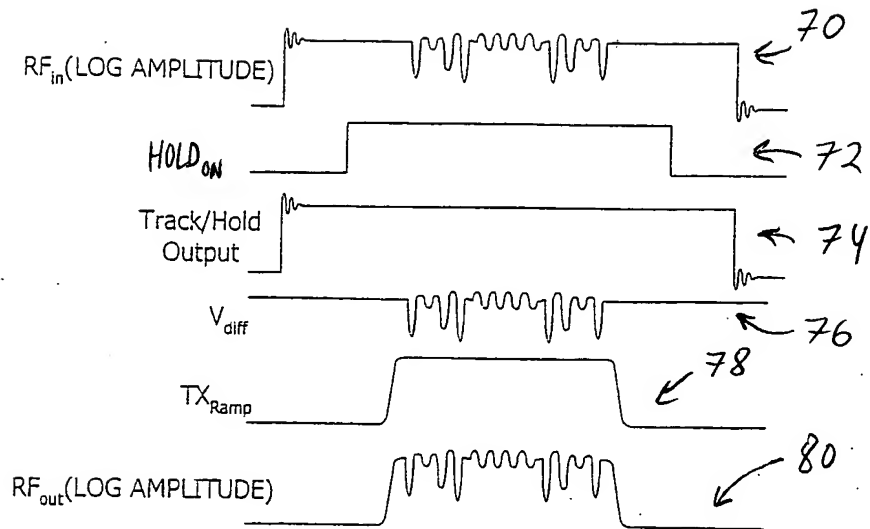 70
RFin(LOG AMPLITUDE)
HOLDON
72
Track/Hold
Output
74
Vdiff
76
TXRamp
78
RFout(LOG AMPLITUDE)
80